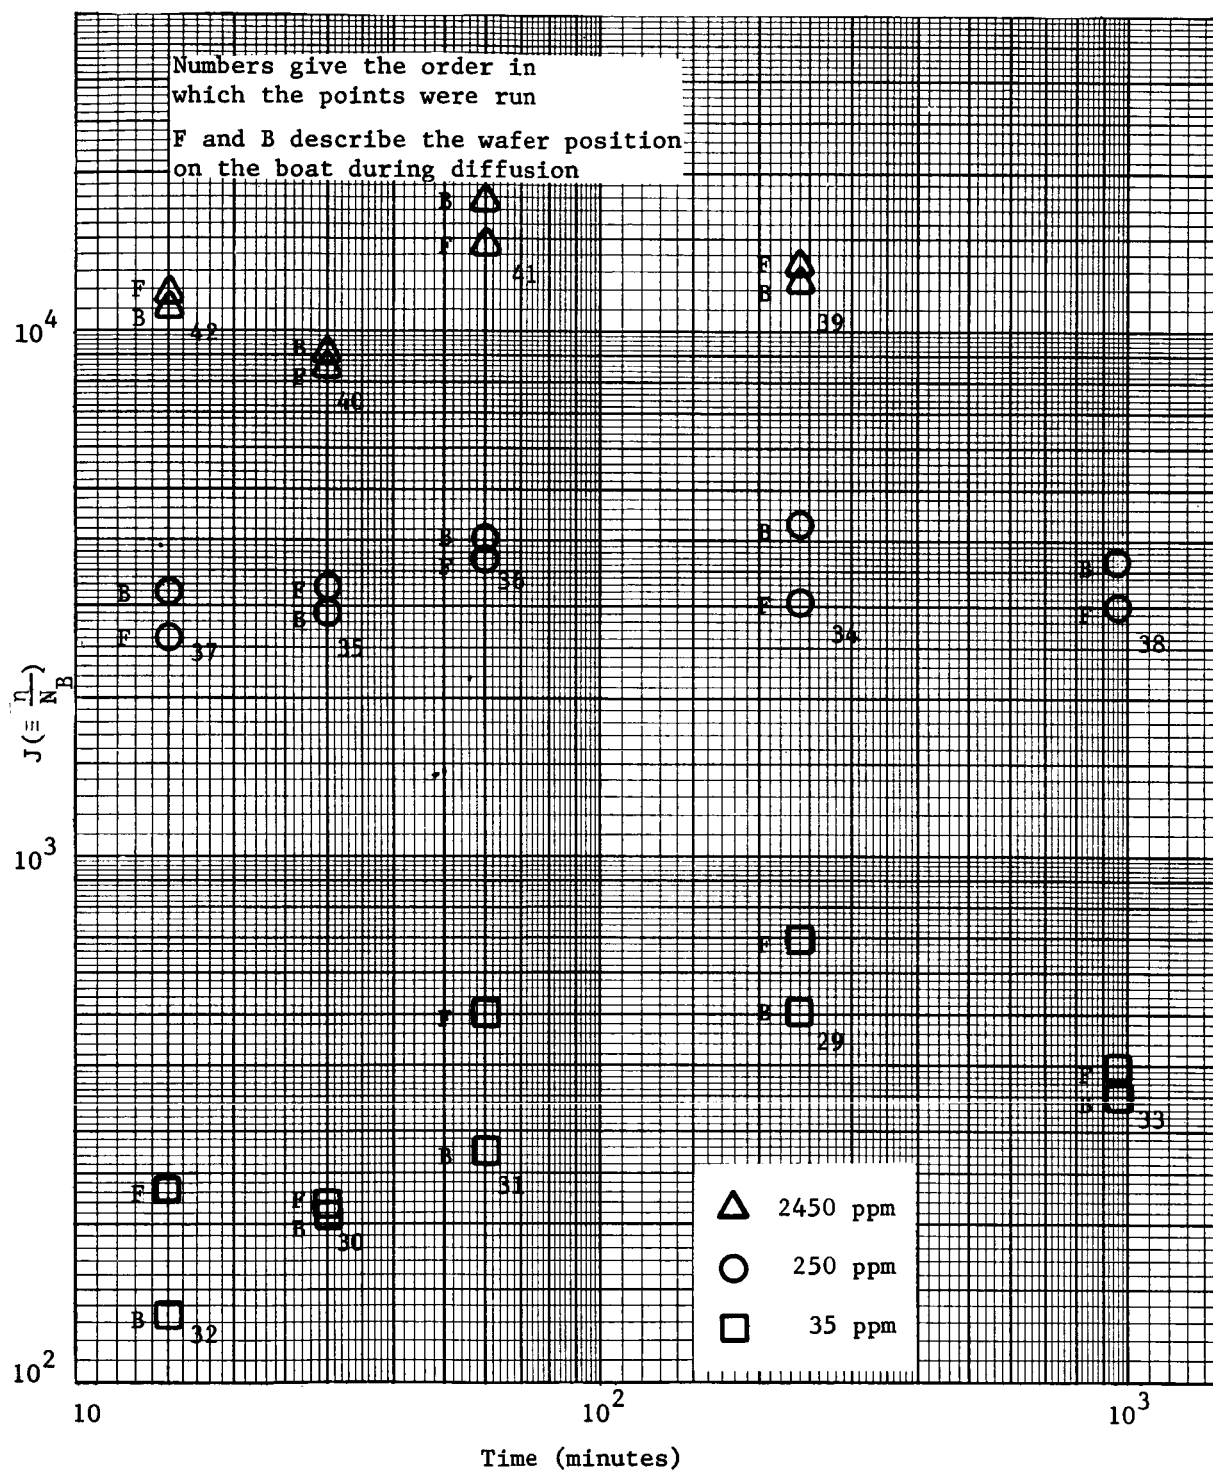 Numbers give the order in
which the points were run
F and B describe the wafer position
on the boat during diffusion
B
F
41
F
B
42
B
F
40
F
B
39
10^4
B
F
37
F
B
35
B
F
36
B
F
34
B
F
38
J(≡ n/N_B)
10^3
F
B
29
F
B
33
F
B
31
F
B
30
F
B
32
△ 2450 ppm
○ 250 ppm
□ 35 ppm
10^2
10
10^2
10^3
Time (minutes)